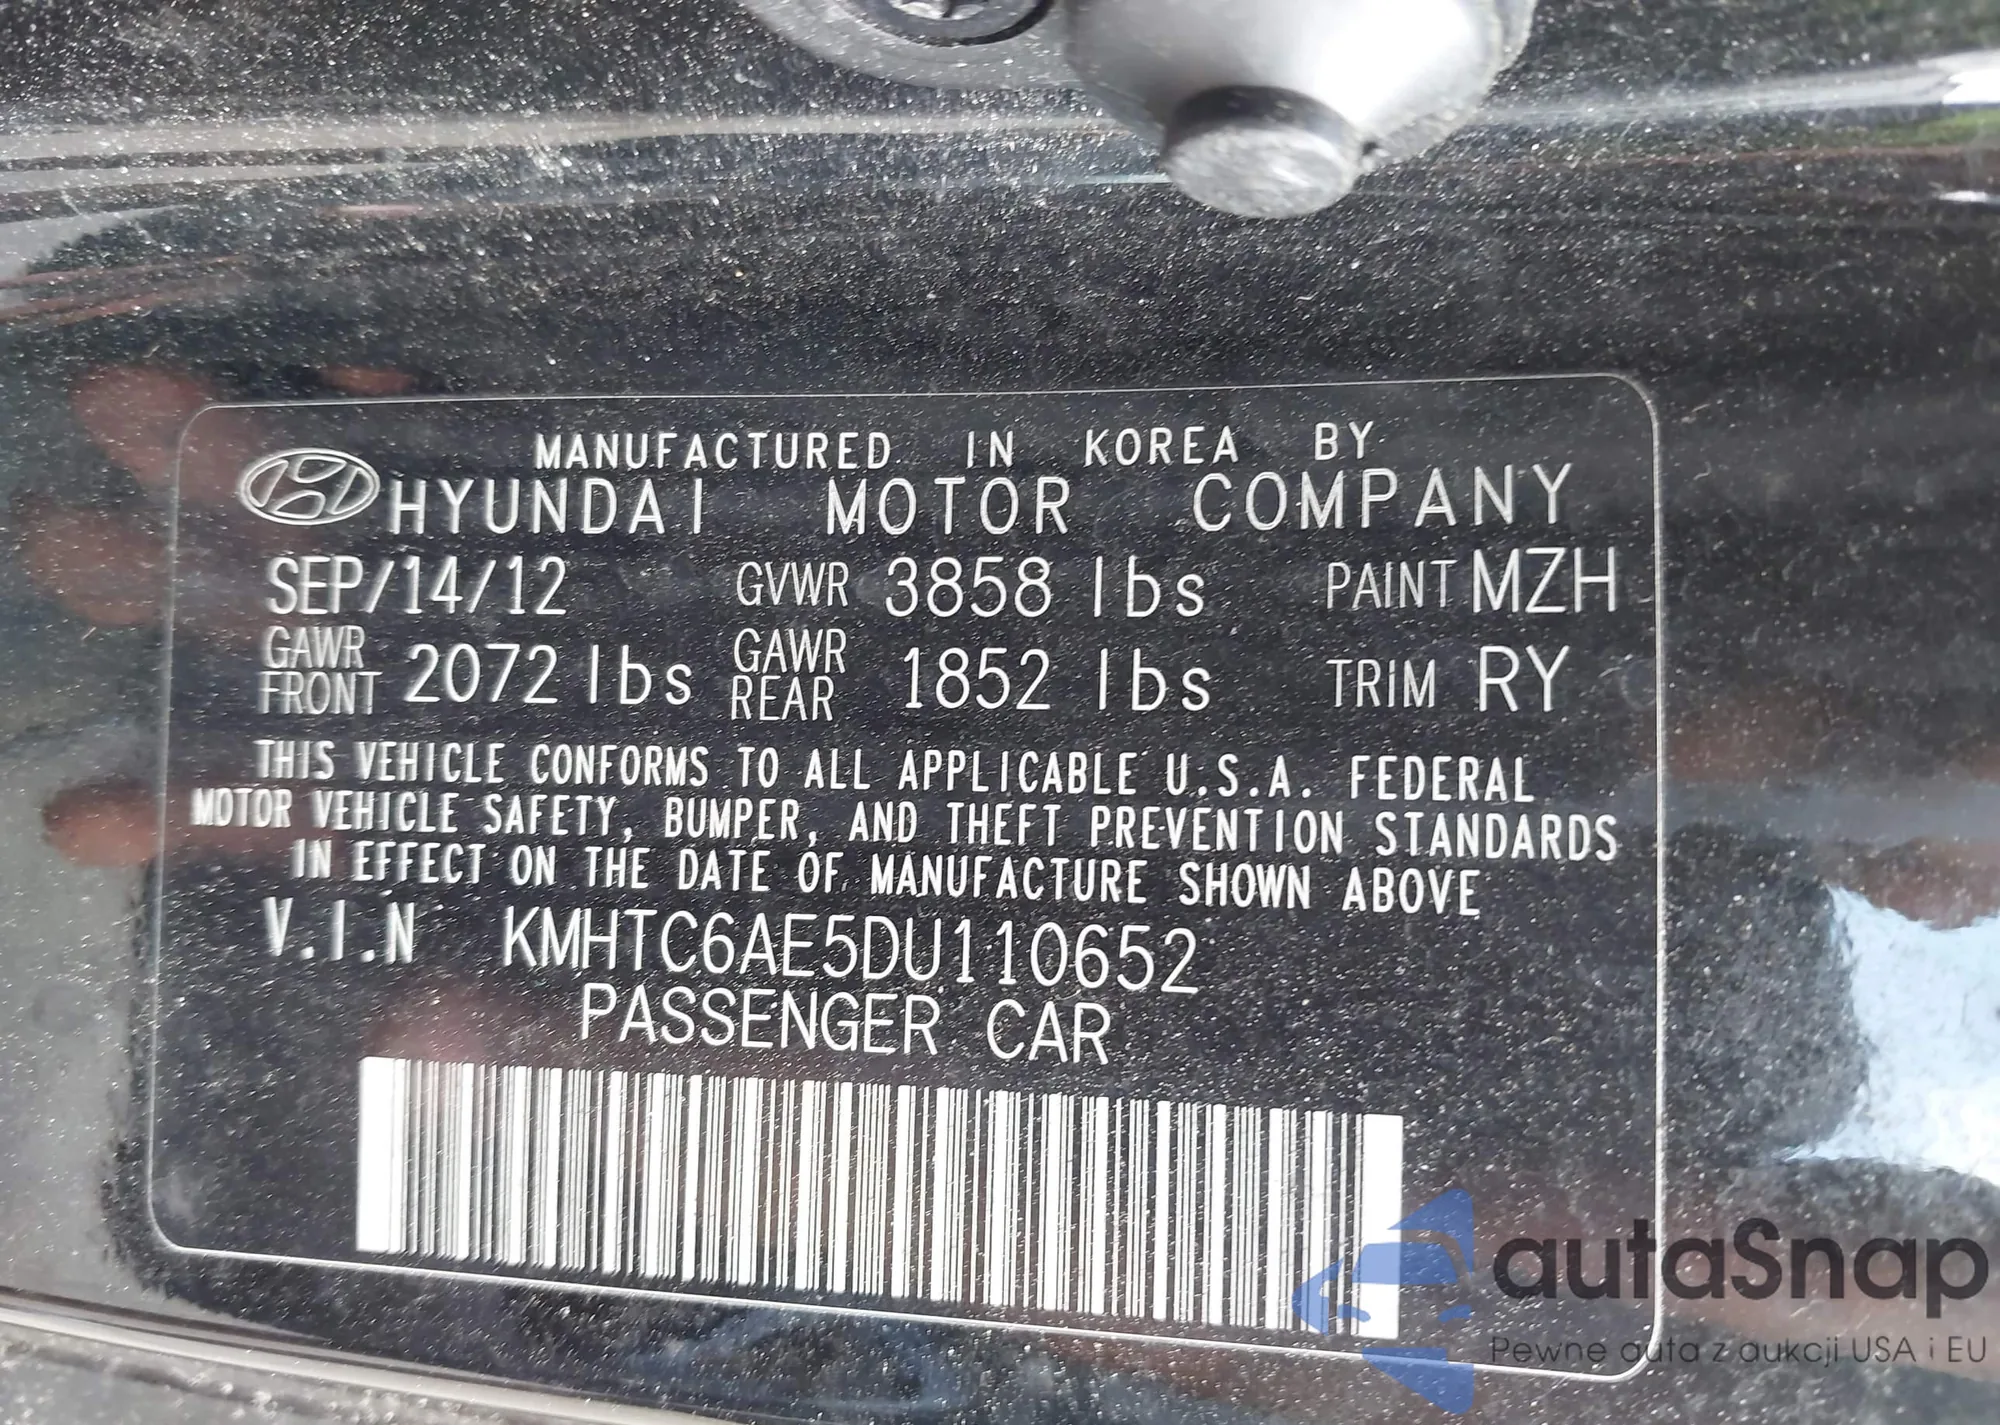 MANUFACTURED IN KOREA BY
HYUNDAI MOTOR COMPANY
SEP/14/12 GVWR 3858 lbs PAINT MZH
GAWR FRONT 2072 lbs GAWR REAR 1852 lbs TRIM RY
THIS VEHICLE CONFORMS TO ALL APPLICABLE U.S.A. FEDERAL
MOTOR VEHICLE SAFETY, BUMPER, AND THEFT PREVENTION STANDARDS
IN EFFECT ON THE DATE OF MANUFACTURE SHOWN ABOVE
V.I.N KMHTC6AE5DU110652
PASSENGER CAR
autaSnap
Pewne auta z aukcji USA i EU